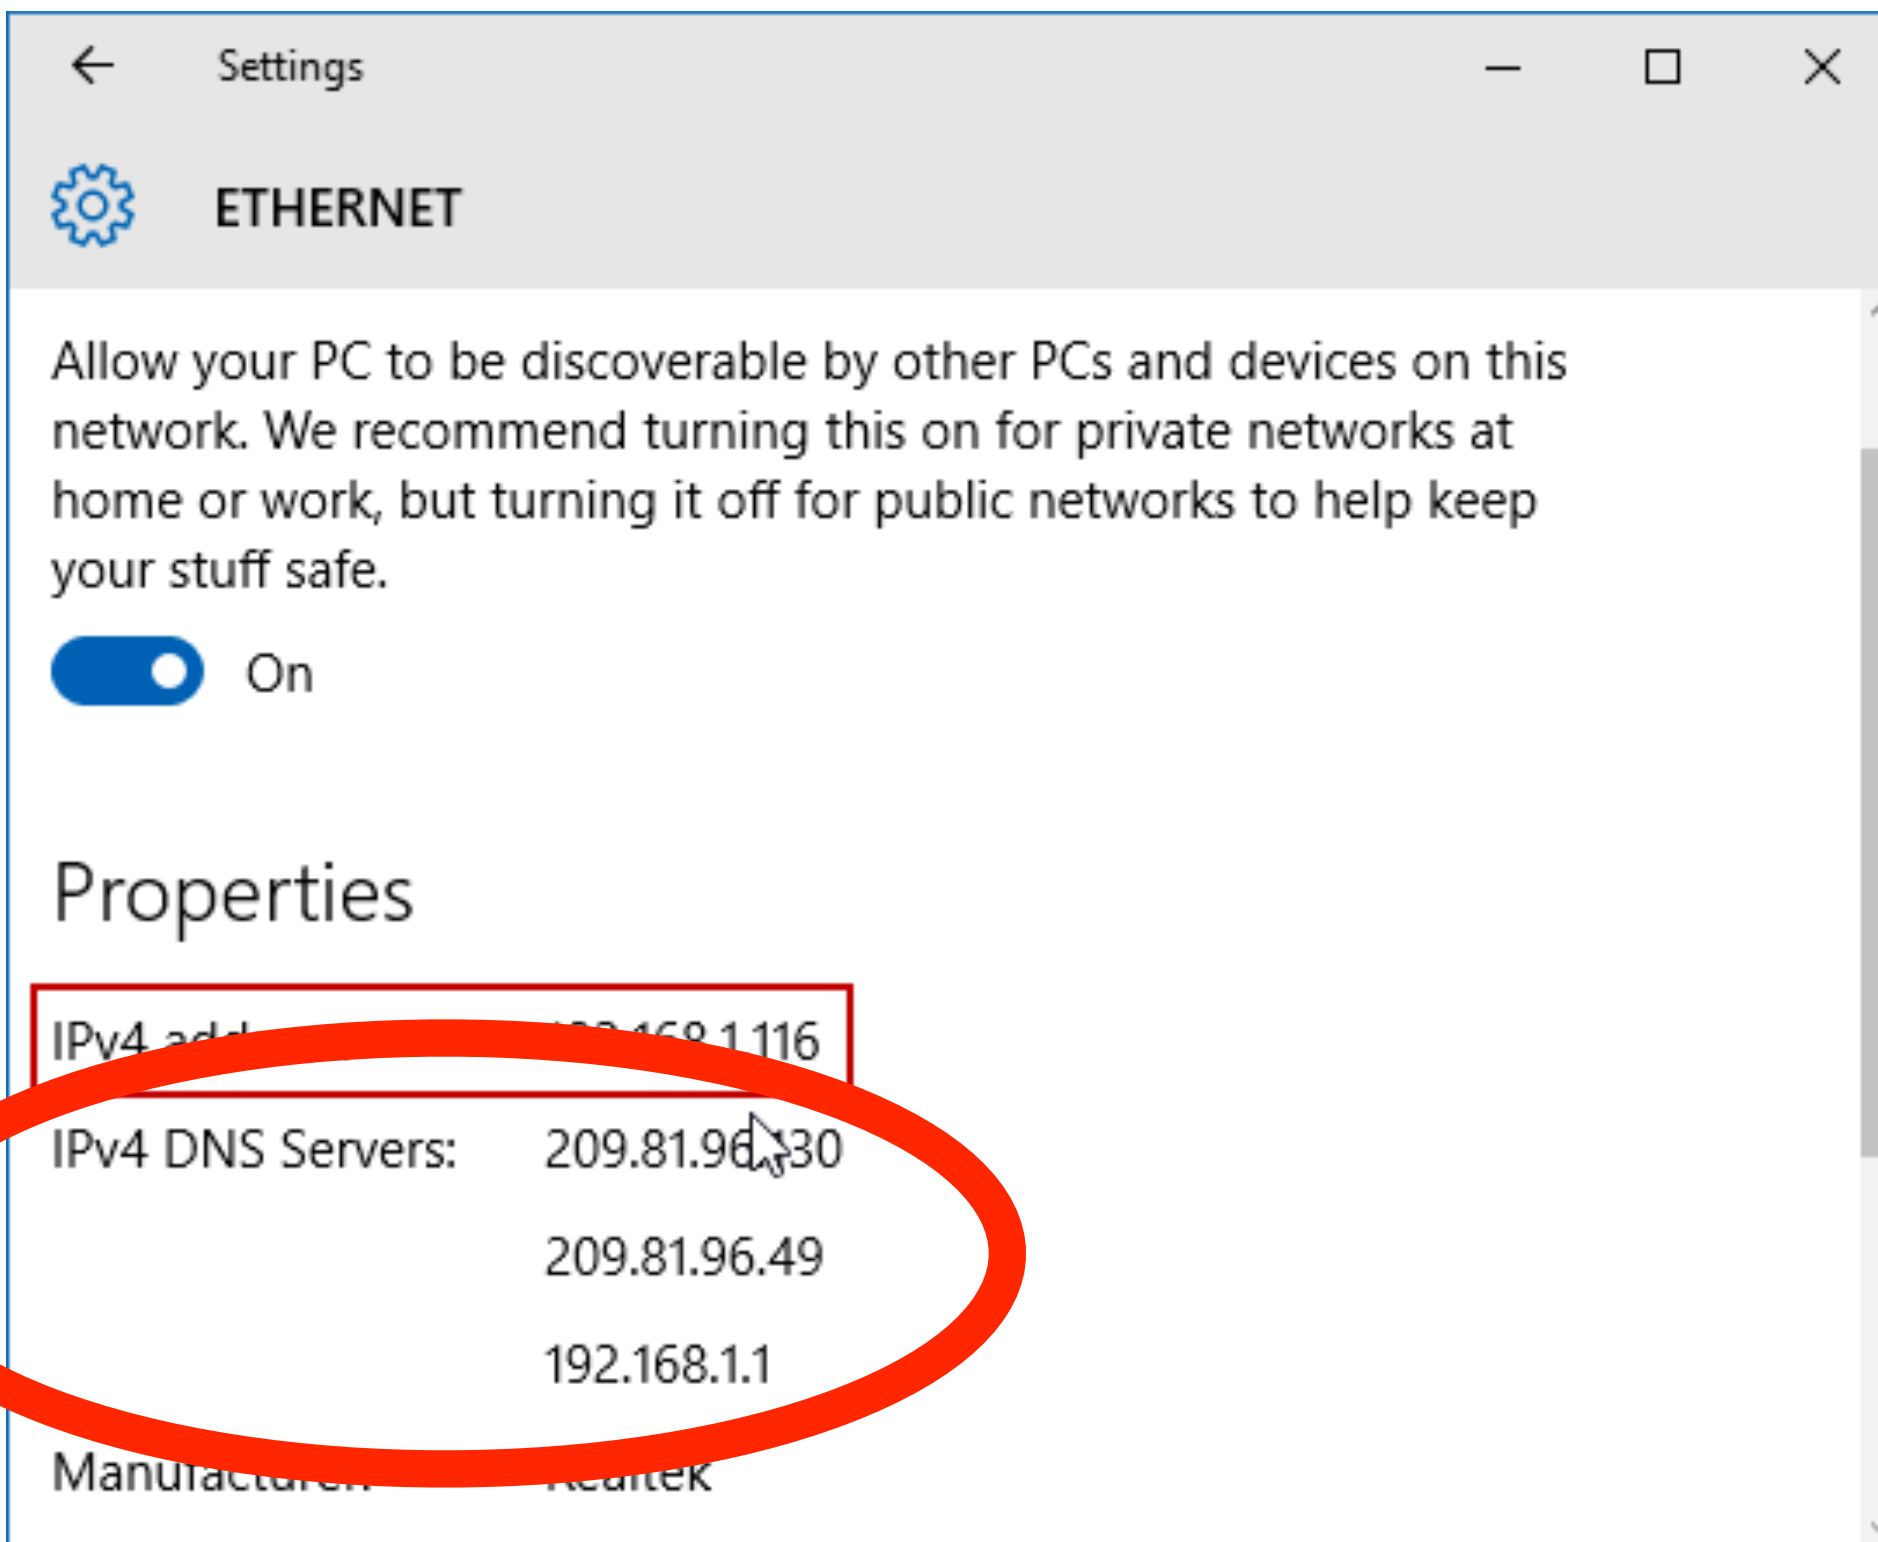 Settings
ETHERNET
Allow your PC to be discoverable by other PCs and devices on this
network. We recommend turning this on for private networks at
home or work, but turning it off for public networks to help keep
your stuff safe.
On
Properties
IPv4
IPv4 DNS Servers: 
209.81.96.49
192.168.1.1
Realtek